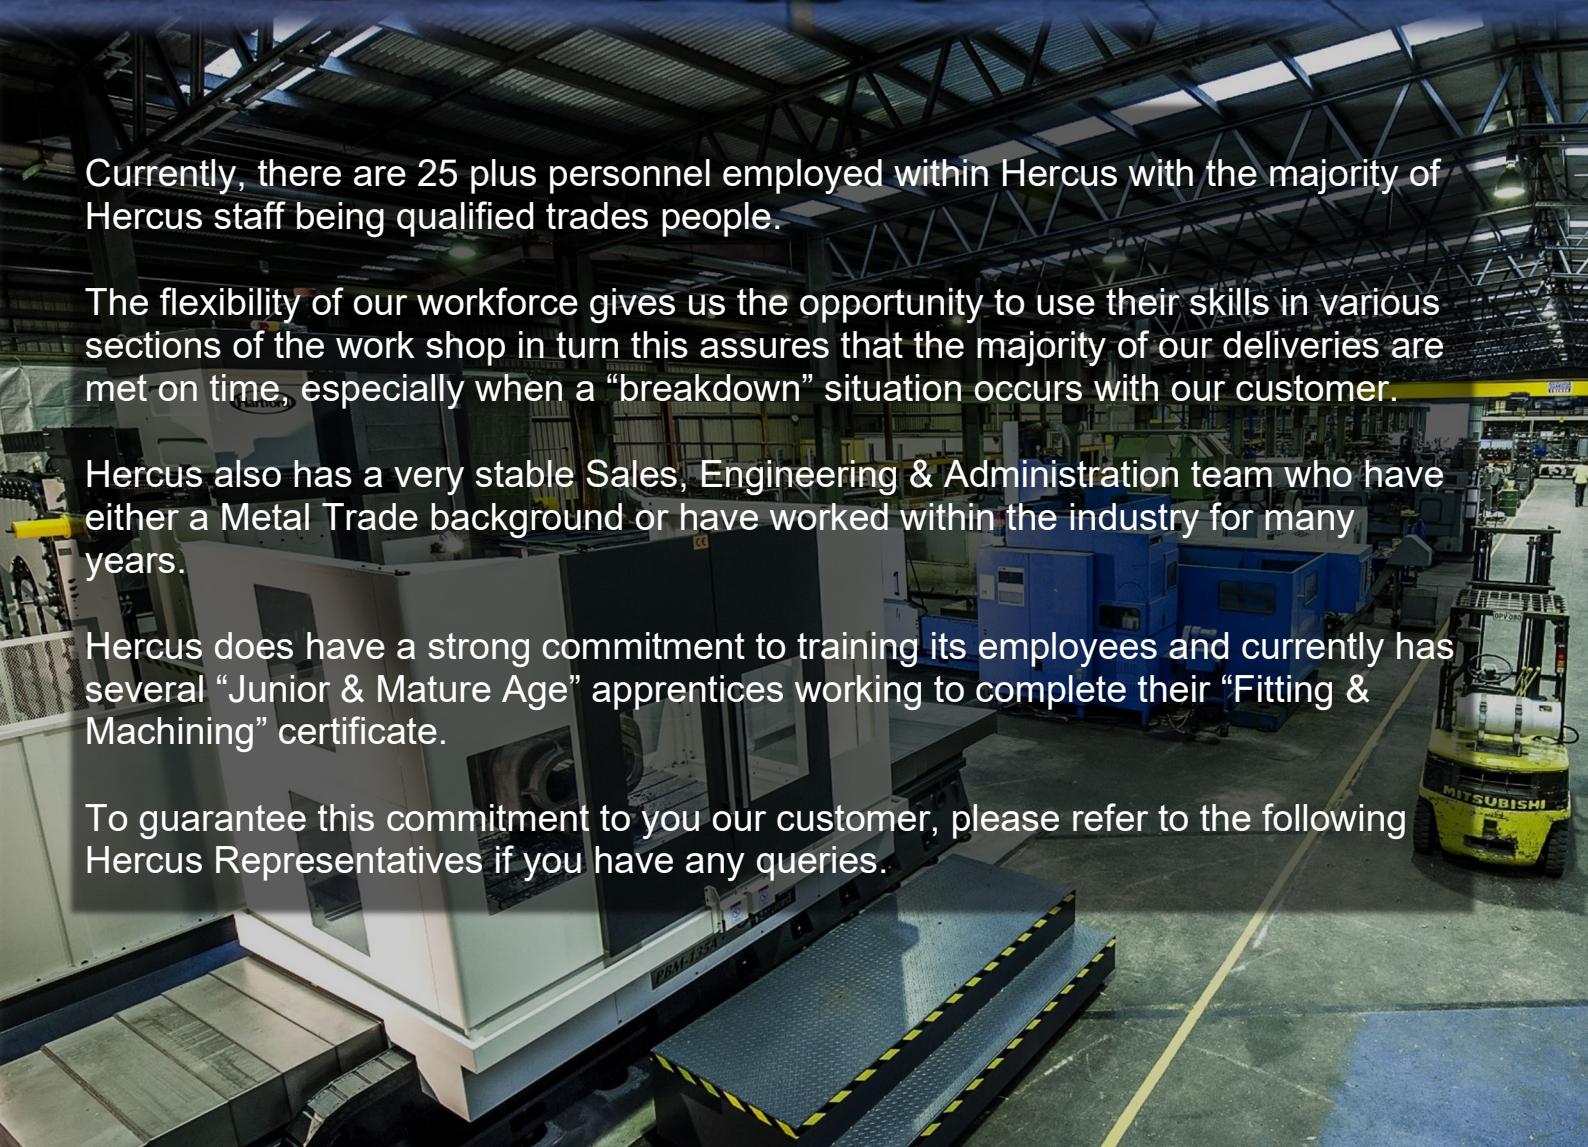 Currently, there are 25 plus personnel employed within Hercus with the majority of
Hercus staff being qualified trades people.
The flexibility of our workforce gives us the opportunity to use their skills in various
sections of the work shop in turn this assures that the majority of our deliveries are
met on time, especially when a “breakdown” situation occurs with our customer.
Hartford
Hercus also has a very stable Sales, Engineering & Administration team who have
either a Metal Trade background or have worked within the industry for many
years.
Hercus does have a strong commitment to training its employees and currently has
several “Junior & Mature Age” apprentices working to complete their “Fitting &
Machining” certificate.
To guarantee this commitment to you our customer, please refer to the following
Hercus Representatives if you have any queries.
MITSUBISHI
PBM-135A